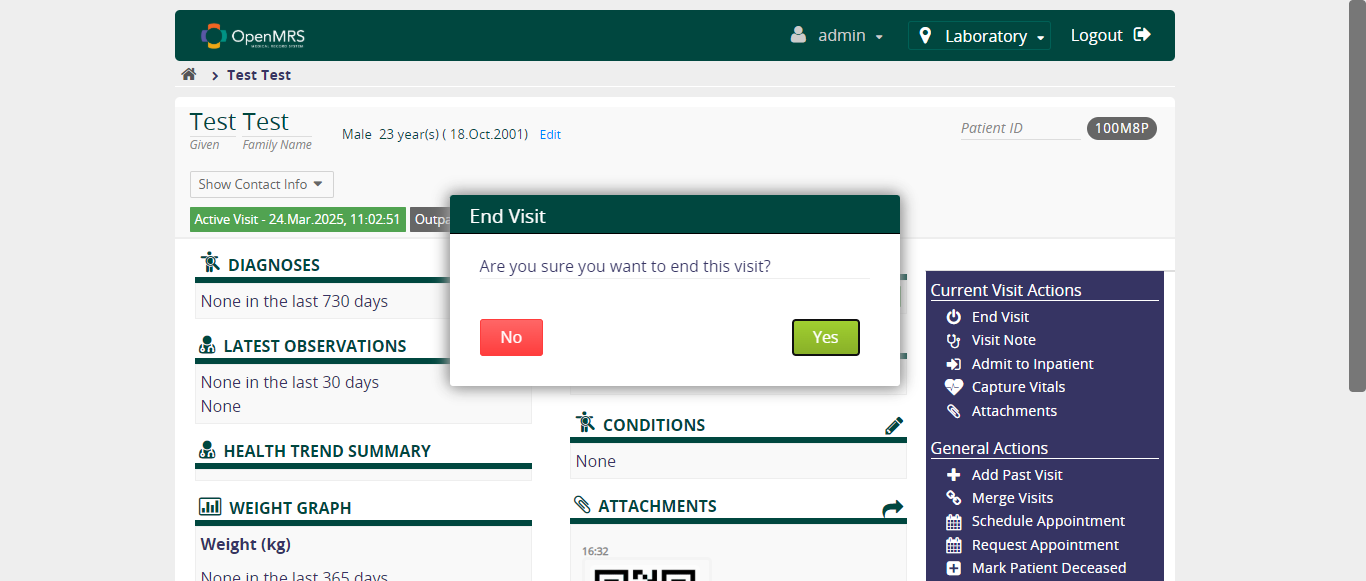 OpenMRS
MEDICAL RECORD SYSTEM
admin
Laboratory
Logout
Test Test
Test Test
Given Family Name
Male 23 year(s) ( 18.Oct.2001) Edit
Patient ID 100M8P
Show Contact Info
Active Visit - 24.Mar.2025, 11:02:51
End Visit
Are you sure you want to end this visit?
No
Yes
DIAGNOSES
None in the last 730 days
LATEST OBSERVATIONS
None in the last 30 days
None
HEALTH TREND SUMMARY
WEIGHT GRAPH
Weight (kg)
None in the last 365 days
CONDITIONS
None
ATTACHMENTS
16:32
Current Visit Actions
End Visit
Visit Note
Admit to Inpatient
Capture Vitals
Attachments
General Actions
Add Past Visit
Merge Visits
Schedule Appointment
Request Appointment
Mark Patient Deceased